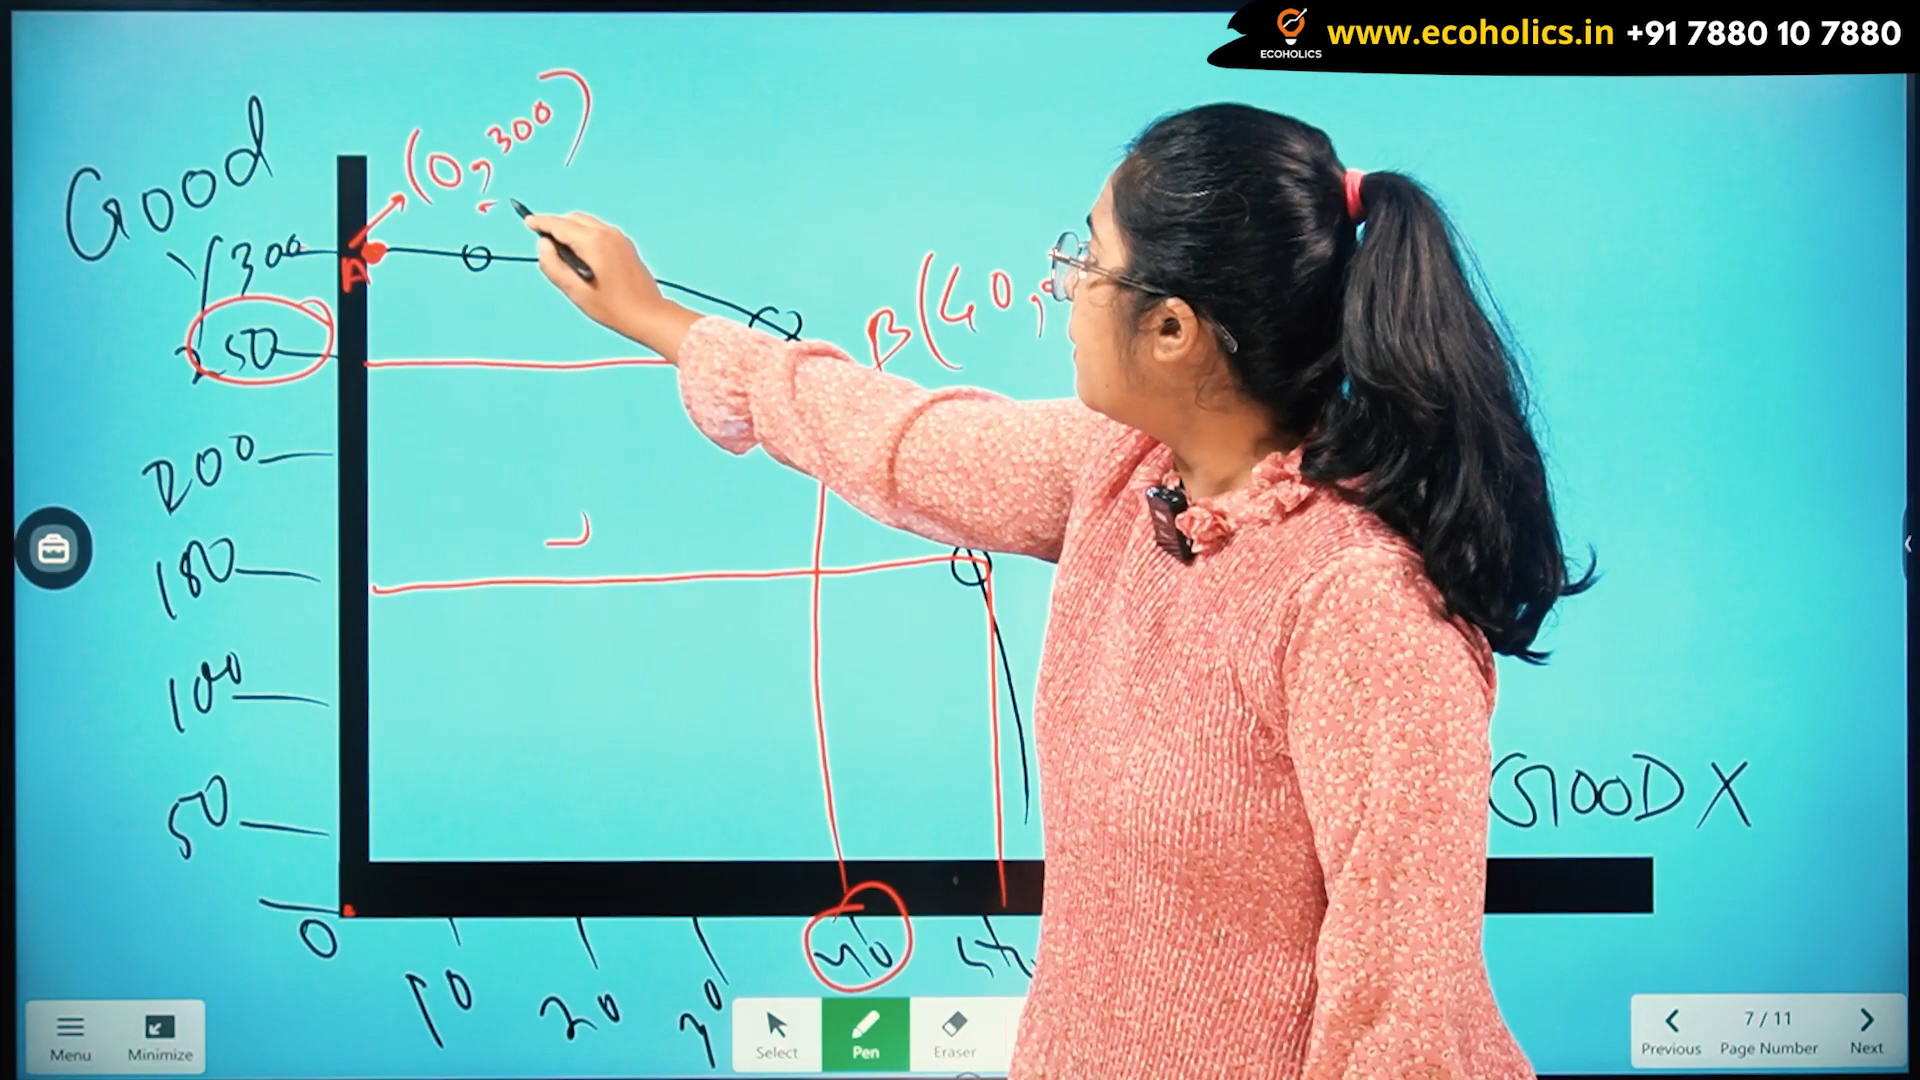 www.ecoholics.in +91 7880 10 7880
ECOHOLICS
Good
Y
(0, 300)
300
A
B(40,
250
200
180
100
50
GOOD X
0
10
20
30
40
Menu
Minimize
Select
Pen
Eraser
7 / 11
Previous
Page Number
Next